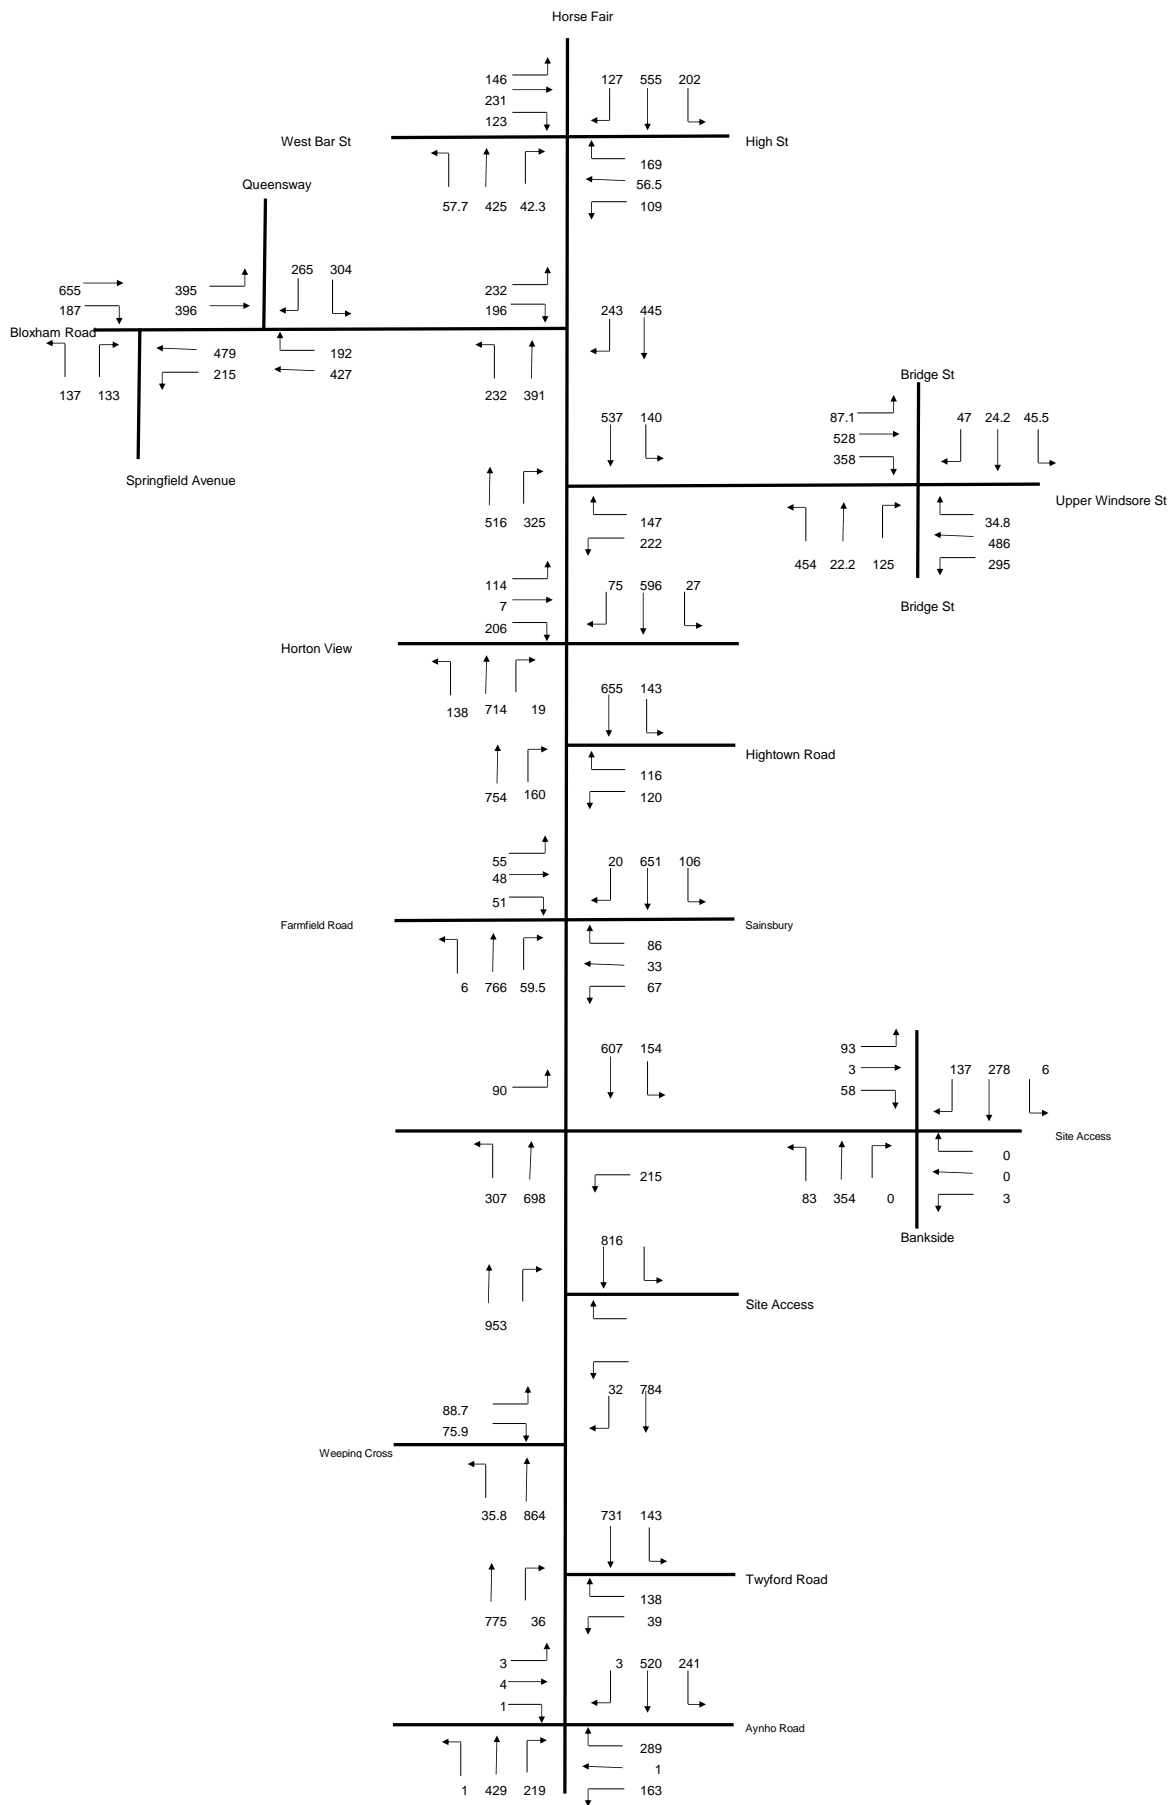 Horse Fair
146
231
123
127 555 202
West Bar St
High St
57.7 425 42.3
169
56.5
109
Queensway
655
187
395
396
265 304
232
196
243 445
Bloxham Road
137 133
479
215
192
427
232 391
Springfield Avenue
537 140
Bridge St
87.1
528
358
47 24.2 45.5
Upper Windsore St
516 325
147
222
454 22.2 125
34.8
486
295
Bridge St
114
7
206
75 596 27
Horton View
138 714 19
655 143
Hightown Road
754 160
116
120
55
48
51
20 651 106
Farmfield Road
Sainsbury
6 766 59.5
86
33
67
90
607 154
93
3
58
137 278 6
Site Access
307 698
215
83 354 0
0
0
3
Bankside
816
Site Access
953
88.7
75.9
32 784
Weeping Cross
35.8 864
731 143
Twyford Road
775 36
138
39
3
4
1
3 520 241
Aynho Road
1 429 219
289
1
163